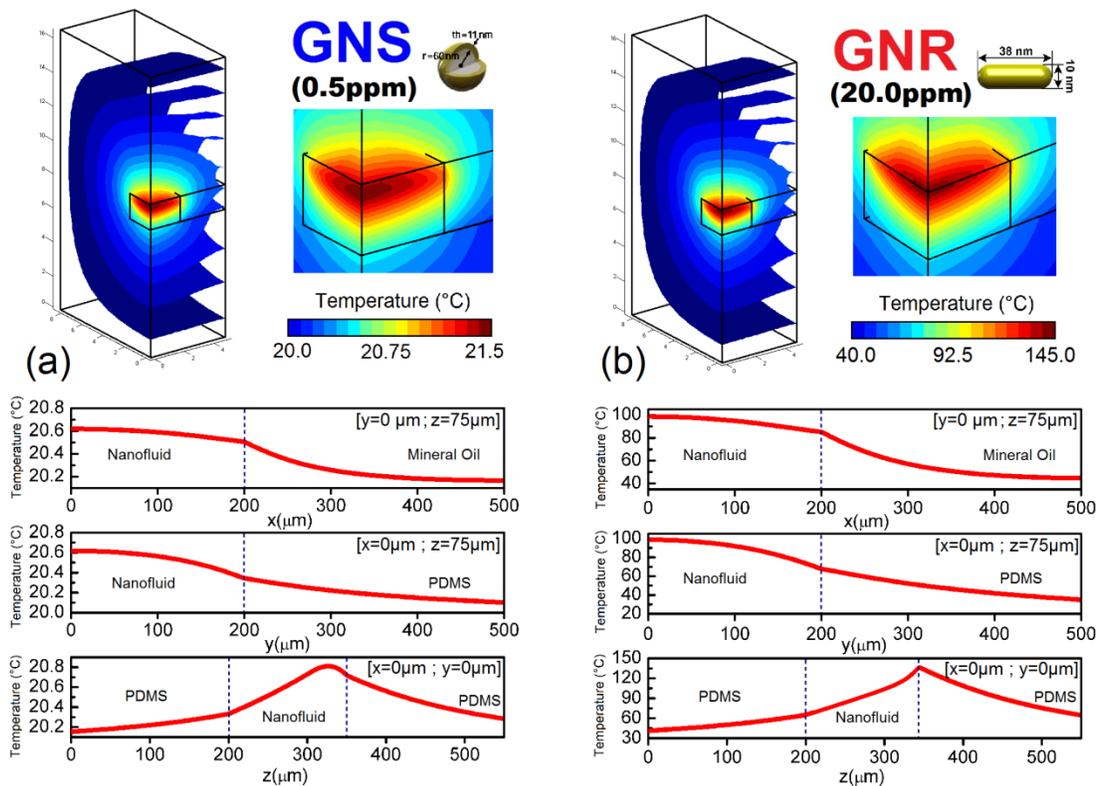 GNS
(0.5ppm)
th=11nm
r=60nm
Temperature (°C)
20.0 20.75 21.5
(a)
GNR
(20.0ppm)
38 nm
10 nm
Temperature (°C)
40.0 92.5 145.0
(b)
Temperature (°C)
20.8
20.6
20.4
20.2
[y=0 µm ; z=75µm]
Nanofluid
Mineral Oil
0 100 200 300 400 500
x(µm)
Temperature (°C)
20.8
20.6
20.4
20.2
20.0
[x=0µm ; z=75µm]
Nanofluid
PDMS
0 100 200 300 400 500
y(µm)
Temperature (°C)
20.8
20.6
20.4
20.2
[x=0µm ; y=0µm]
PDMS
Nanofluid
PDMS
0 100 200 300 400 500
z(µm)
Temperature (°C)
100
80
60
40
[y=0 µm ; z=75µm]
Nanofluid
Mineral Oil
0 100 200 300 400 500
x(µm)
Temperature (°C)
100
80
60
40
20
[x=0µm ; z=75µm]
Nanofluid
PDMS
0 100 200 300 400 500
y(µm)
Temperature (°C)
150
120
90
60
30
[x=0µm ; y=0µm]
PDMS
Nanofluid
PDMS
0 100 200 300 400 500
z(µm)